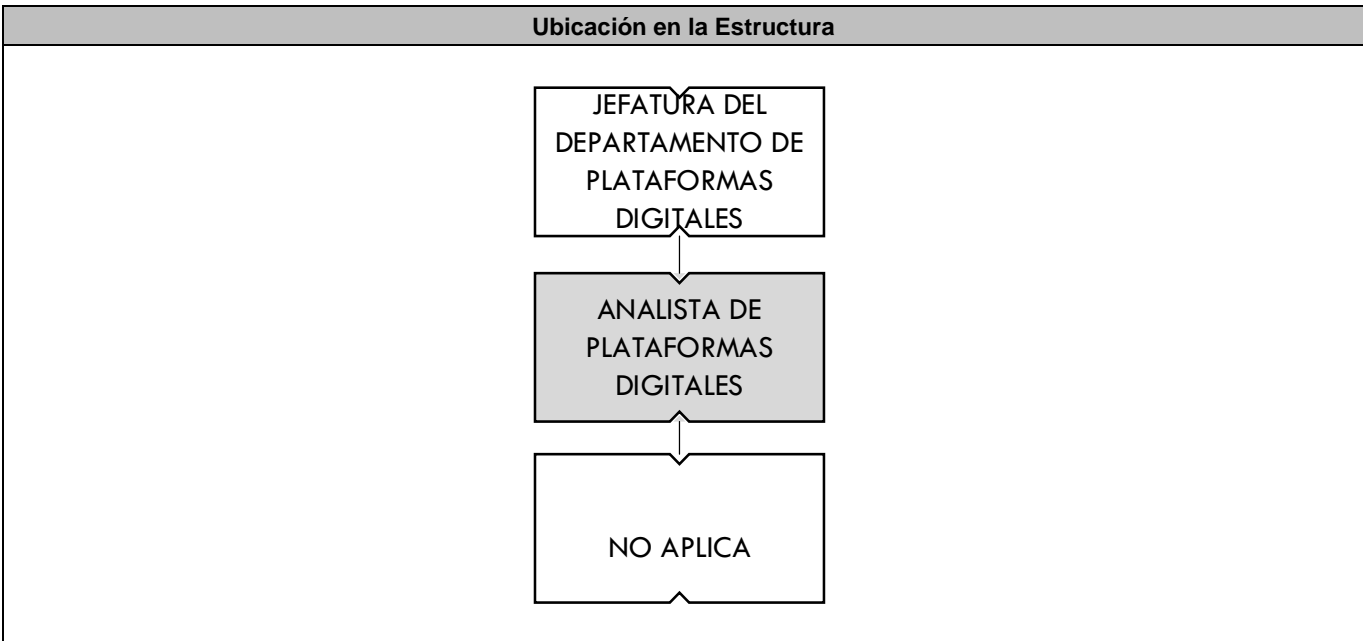 Ubicación en la Estructura
JEFATURA DEL
DEPARTAMENTO DE
PLATAFORMAS
DIGITALES
ANALISTA DE
PLATAFORMAS
DIGITALES
NO APLICA